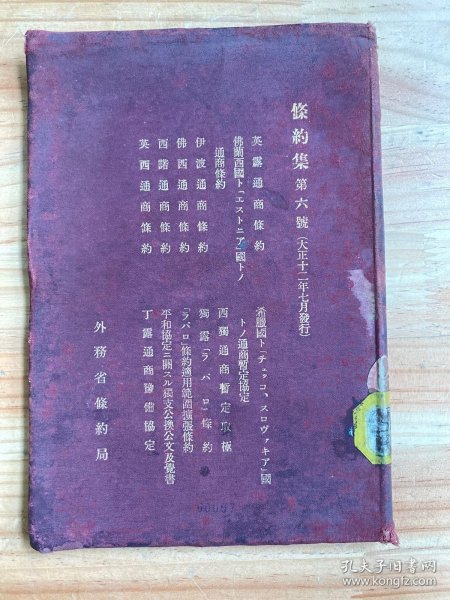 條約集 第六號 (大正十二年七月發行)
英露通商條約
佛蘭西國ト「エストニア」國トノ
通商條約
伊波通商條約
佛西通商條約
西諾通商條約
英西通商條約
希臘國ト「チェッコ、スロヴァキア」國
トノ通商暫定協定
西獨通商暫定取極
獨露「ラパロ」條約
「ラパロ」條約適用範圍擴張條約
平和協定ニ關スル獨支公換公文及覺書
丁露通商豫備協定
外務省條約局
孔夫子旧书网
book.kongfz.com